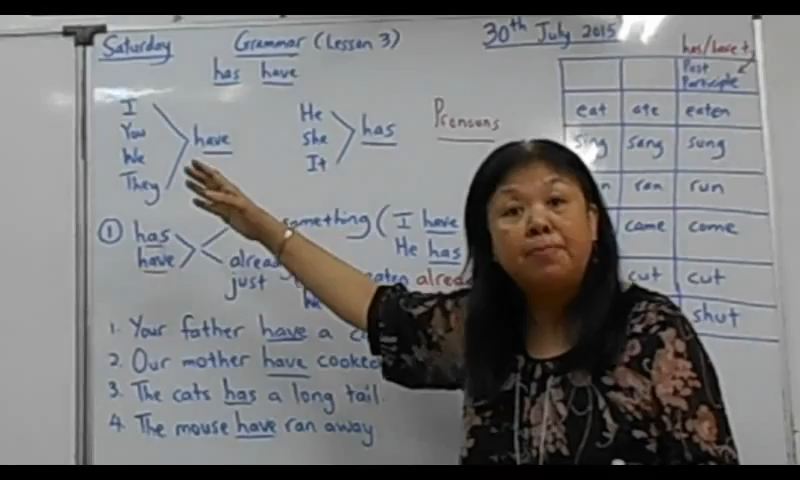 Saturday Grammar (Lesson 3) 30th July 2015
has have
I
You
We
They
have
He
She
It
has
Pronouns
has/have +
Past Participle
eat ate eaten
sing sang sung
ran run
came come
cut cut
shut
① has
have
something (I have
He has
just
eaten
1. Your father have a
2. Our mother have cooked
3. The cats has a long tail
4. The mouse have ran away